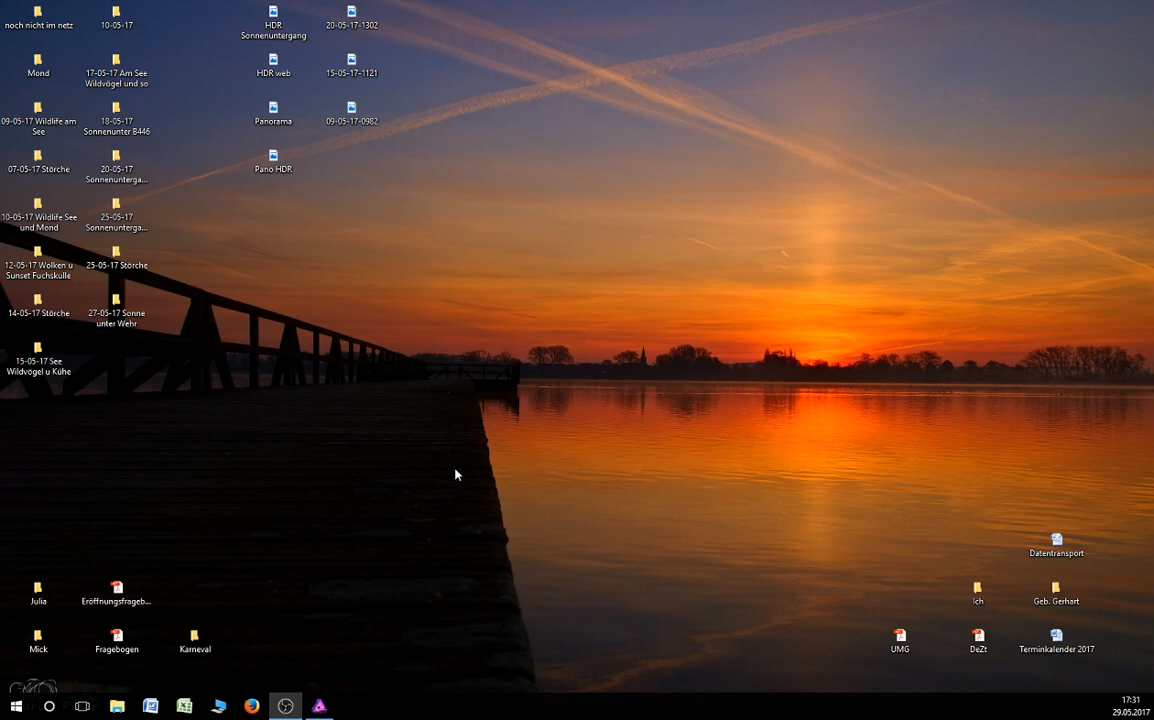 noch nicht im netz
10-05-17
HDR
Sonnenuntergang
20-05-17-1302
Mond
17-05-17 Am See
Wildvögel und so
HDR web
15-05-17-1121
09-05-17 Wildlife am
See
18-05-17
Sonnenunter B446
Panorama
09-05-17-0982
07-05-17 Störche
20-05-17
Sonnenunterga...
Pano HDR
10-05-17 Wildlife See
und Mond
25-05-17
Sonnenunterga...
12-05-17 Wolken u
Sunset Fuchskulle
25-05-17 Störche
14-05-17 Störche
27-05-17 Sonne
unter Wehr
15-05-17 See
Wildvögel u Kühe
Datentransport
Julia
Eröffnungsfrageb...
Ich
Geb. Gerhart
Mick
Fragebogen
Karneval
UMG
DeZt
Terminkalender 2017
17:31
29.05.2017